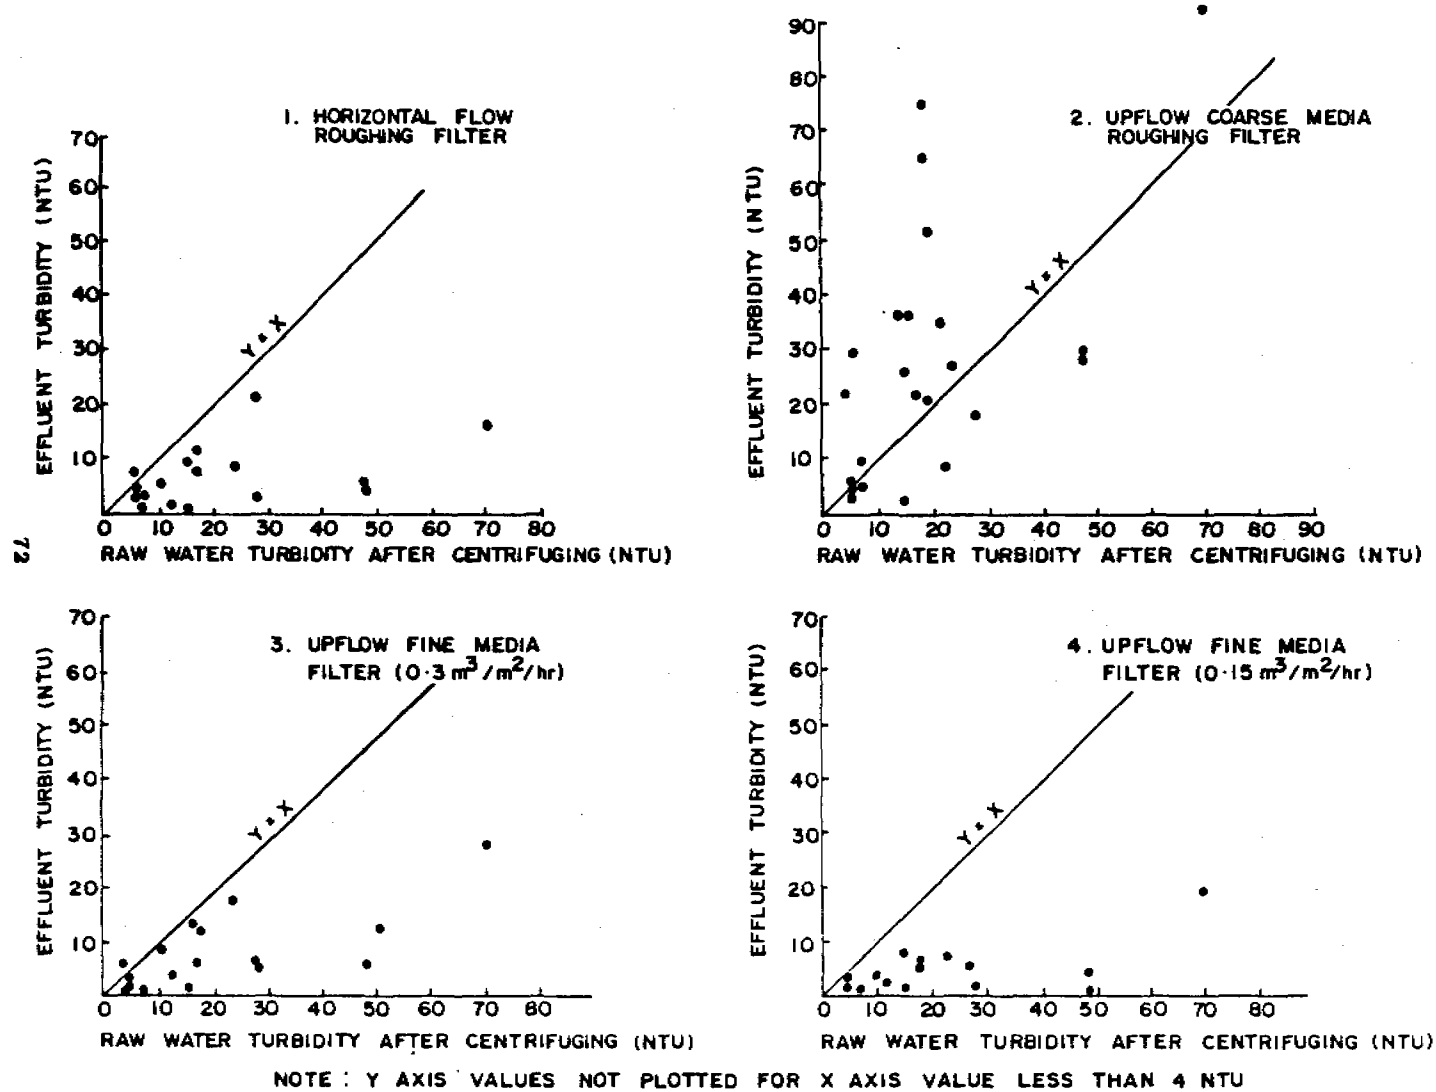 1. HORIZONTAL FLOW
ROUGHING FILTER
70
60
50
40
30
20
10
EFFLUENT TURBIDITY (NTU)
Y = X
0 10 20 30 40 50 60 70 80
RAW WATER TURBIDITY AFTER CENTRIFUGING (NTU)
2. UPFLOW COARSE MEDIA
ROUGHING FILTER
90
80
70
60
50
40
30
20
10
EFFLUENT TURBIDITY (NTU)
Y = X
0 10 20 30 40 50 60 70 80 90
RAW WATER TURBIDITY AFTER CENTRIFUGING (NTU)
72
3. UPFLOW FINE MEDIA
FILTER (0·3 m³/m²/hr)
70
60
50
40
30
20
10
EFFLUENT TURBIDITY (NTU)
Y = X
0 10 20 30 40 50 60 70 80
RAW WATER TURBIDITY AFTER CENTRIFUGING (NTU)
4. UPFLOW FINE MEDIA
FILTER (0·15 m³/m²/hr)
70
60
50
40
30
20
10
EFFLUENT TURBIDITY (NTU)
Y = X
0 10 20 30 40 50 60 70 80
RAW WATER TURBIDITY AFTER CENTRIFUGING (NTU)
NOTE : Y AXIS VALUES NOT PLOTTED FOR X AXIS VALUE LESS THAN 4 NTU